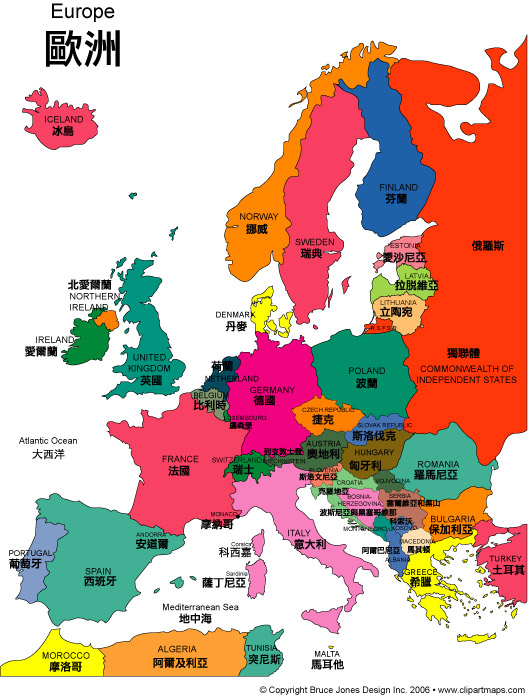 Europe
歐洲
ICELAND
冰島
NORWAY
挪威
SWEDEN
瑞典
FINLAND
芬蘭
俄羅斯
ESTONIA
愛沙尼亞
LATVIA
拉脫維亞
LITHUANIA
立陶宛
R.S.F.S.R.
獨聯體
COMMONWEALTH OF
INDEPENDENT STATES
北愛爾蘭
NORTHERN
IRELAND
IRELAND
愛爾蘭
UNITED
KINGDOM
英國
DENMARK
丹麥
荷蘭
NETHERLAND
BELGIUM
比利時
LUXEMBOURG
盧森堡
GERMANY
德國
POLAND
波蘭
CZECH REPUBLIC
捷克
SLOVAK REPUBLIC
斯洛伐克
Atlantic Ocean
大西洋
FRANCE
法國
SWITZERLAND
瑞士
列支敦士登
LIECHTENSTEIN
AUSTRIA
奧地利
HUNGARY
匈牙利
SLOVENIA
斯洛文尼亞
CROATIA
克羅地亞
VOJVODINA
BOSNIA-
HERZEGOVINA
SERBIA
塞爾維亞和黑山
MONTENEGRO
KOSOVO
科索沃
ROMANIA
羅馬尼亞
BULGARIA
保加利亞
MACEDONIA
馬其頓
阿爾巴尼亞
ALBANIA
GREECE
希臘
TURKEY
土耳其
MONACO
摩納哥
ITALY
意大利
Corsica
科西嘉
Sardinia
薩丁尼亞
ANDORRA
安道爾
PORTUGAL
葡萄牙
SPAIN
西班牙
Mediterranean Sea
地中海
MOROCCO
摩洛哥
ALGERIA
阿爾及利亞
TUNISIA
突尼斯
MALTA
馬耳他
© Copyright Bruce Jones Design Inc. 2006 • www.clipartmaps.com